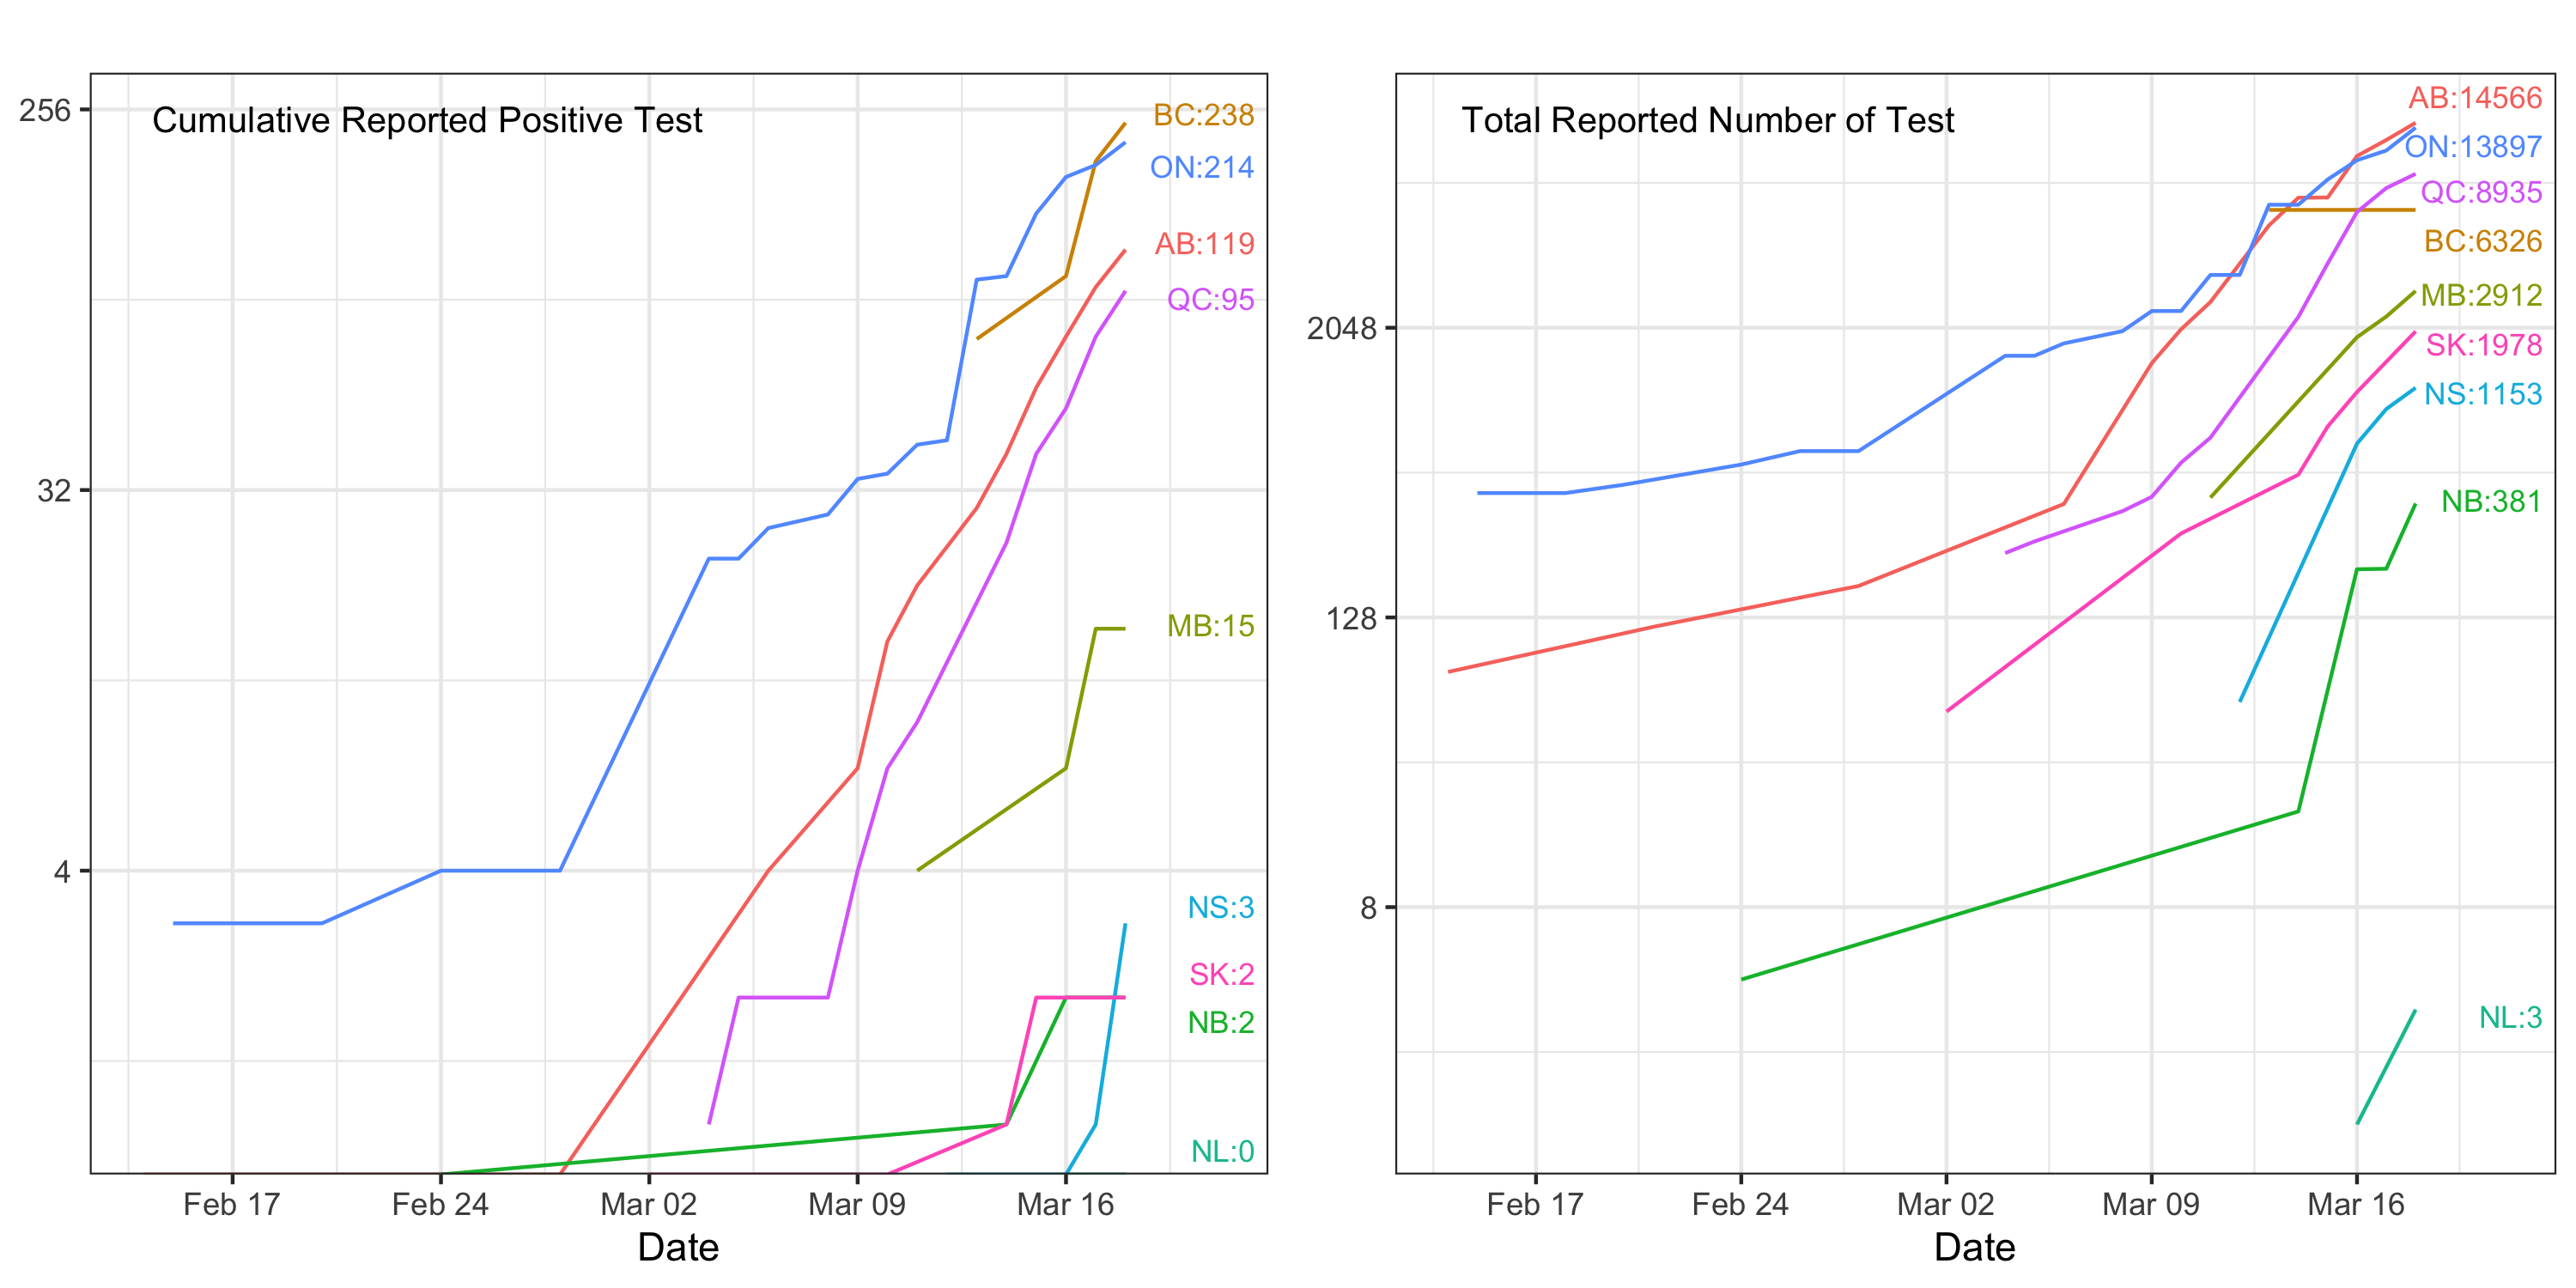 Cumulative Reported Positive Test
256
32
4
BC:238
ON:214
AB:119
QC:95
MB:15
NS:3
SK:2
NB:2
NL:0
Feb 17
Feb 24
Mar 02
Mar 09
Mar 16
Date
Total Reported Number of Test
2048
128
8
AB:14566
ON:13897
QC:8935
BC:6326
MB:2912
SK:1978
NS:1153
NB:381
NL:3
Feb 17
Feb 24
Mar 02
Mar 09
Mar 16
Date